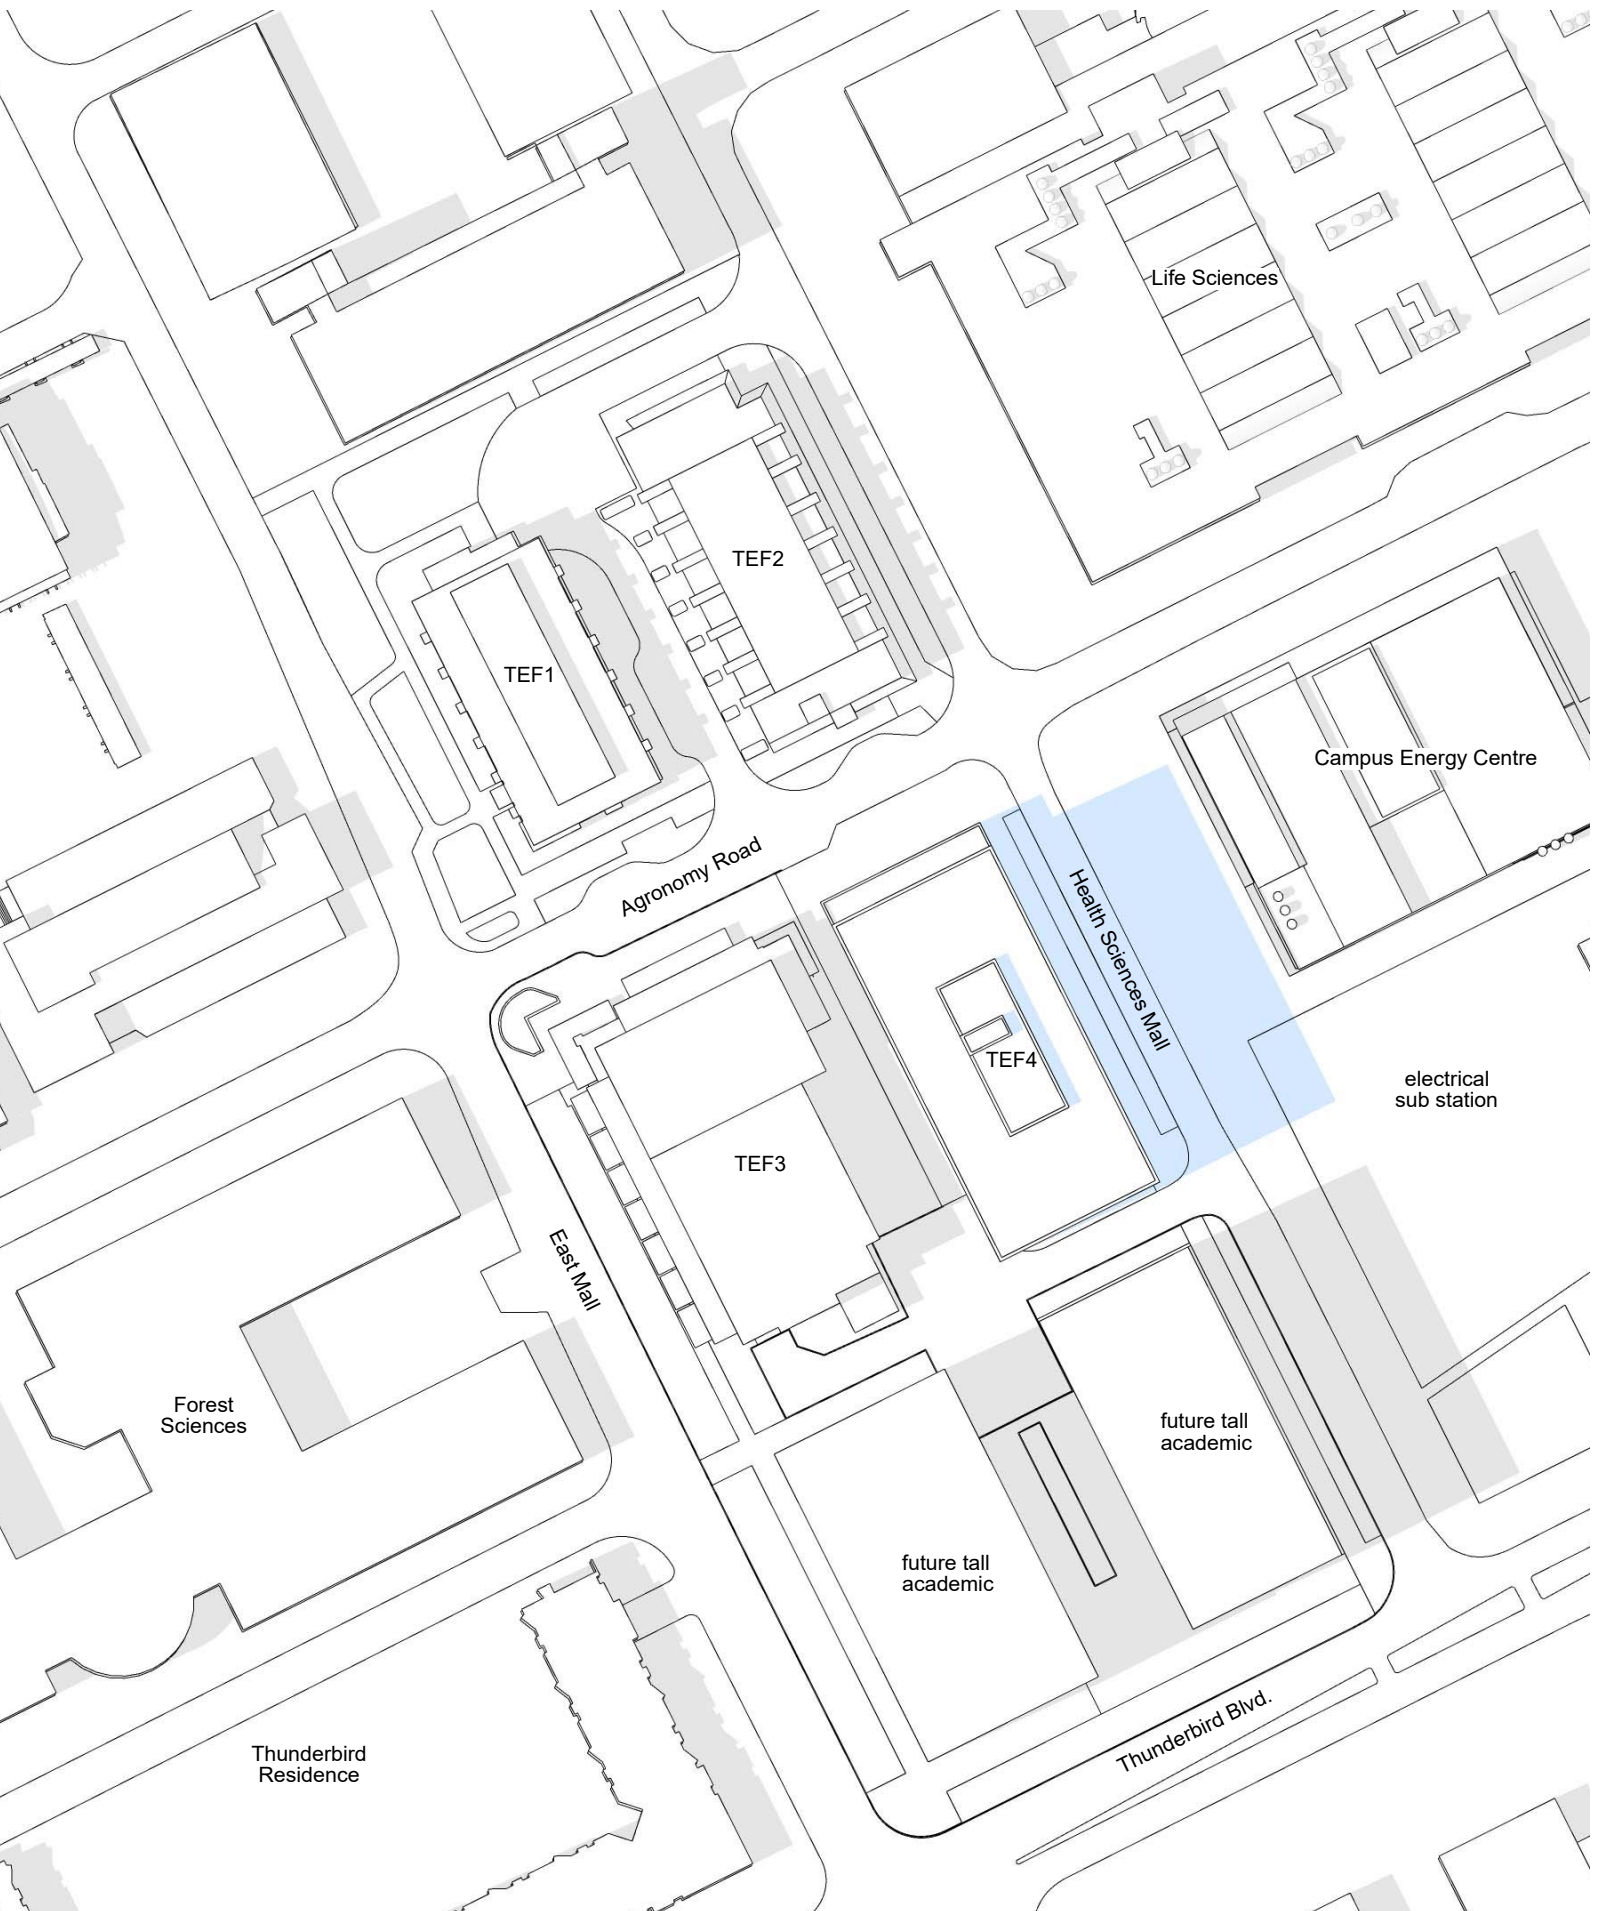 Life Sciences
TEF2
TEF1
Campus Energy Centre
Agronomy Road
Health Sciences Mall
TEF4
electrical
sub station
TEF3
East Mall
Forest
Sciences
future tall
academic
future tall
academic
Thunderbird Blvd.
Thunderbird
Residence